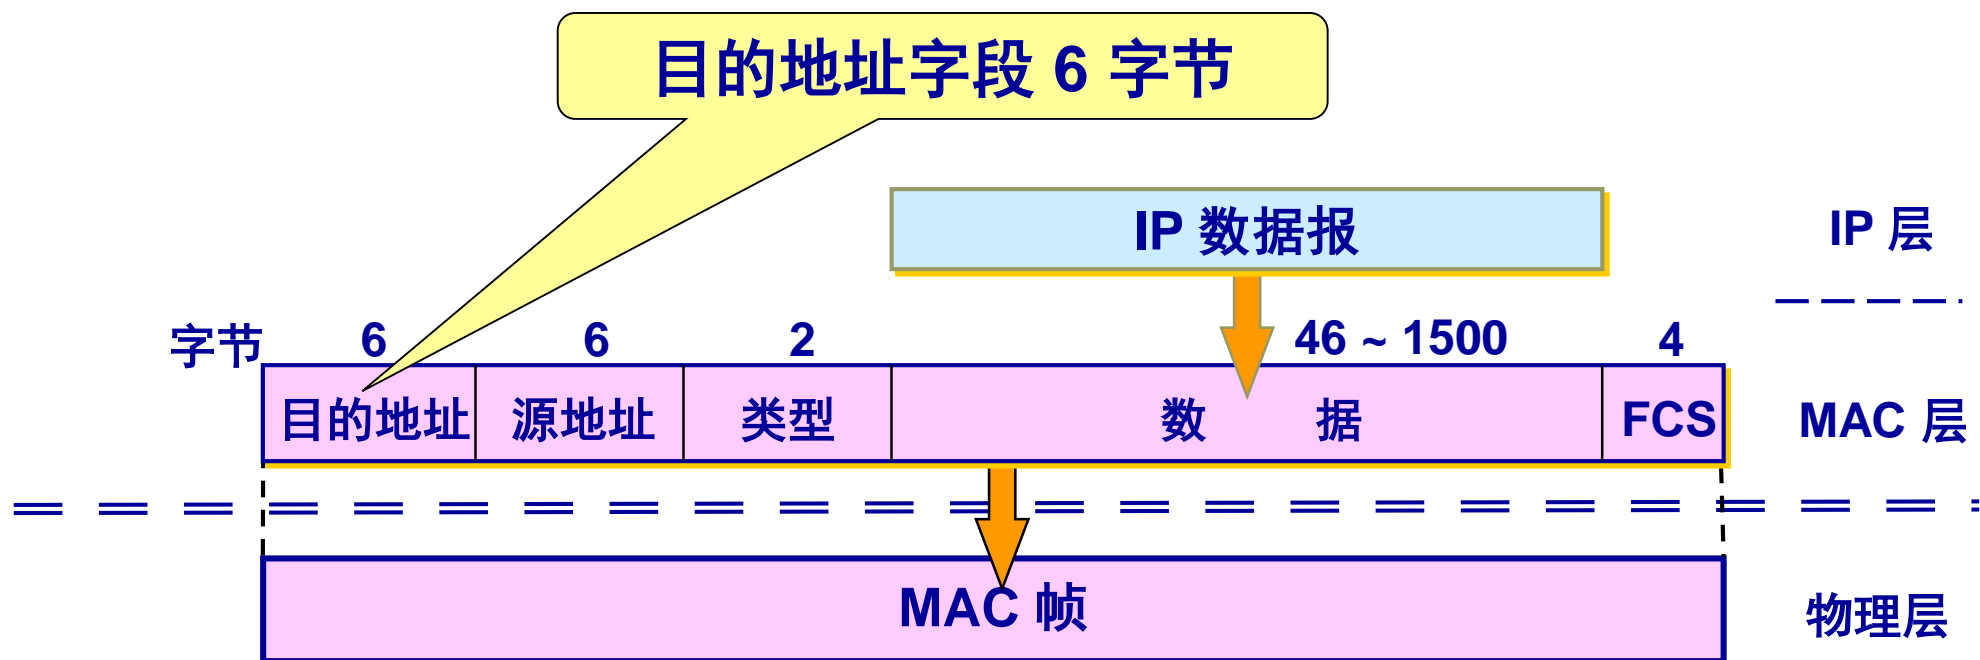 目的地址字段 6 字节
IP 数据报
IP 层
字节 6 6 2 46 ~ 1500 4
目的地址 源地址 类型 数 据 FCS
MAC 层
MAC 帧
物理层